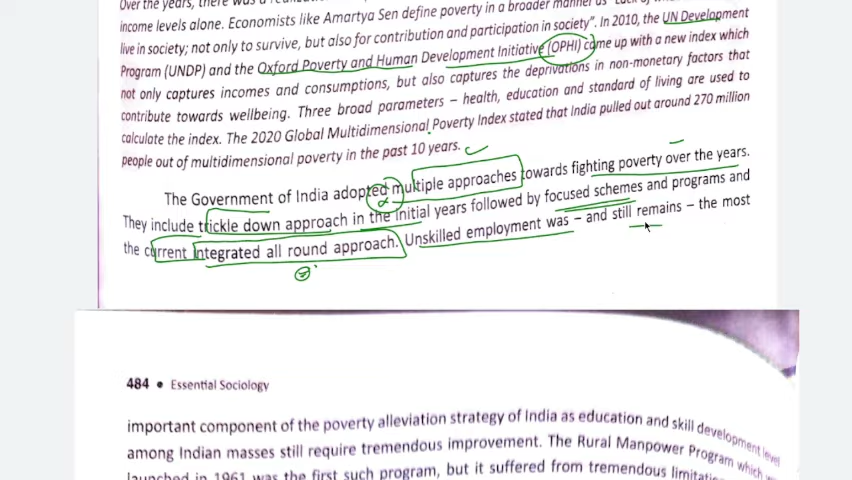 Over the years, there was a
income levels alone. Economists like Amartya Sen define poverty in a broader manner as
live in society; not only to survive, but also for contribution and participation in society". In 2010, the UN Development
Program (UNDP) and the Oxford Poverty and Human Development Initiative (OPHI) came up with a new index which
not only captures incomes and consumptions, but also captures the deprivations in non-monetary factors that
contribute towards wellbeing. Three broad parameters – health, education and standard of living are used to
calculate the index. The 2020 Global Multidimensional Poverty Index stated that India pulled out around 270 million
people out of multidimensional poverty in the past 10 years.
The Government of India adopted multiple approaches towards fighting poverty over the years.
They include trickle down approach in the initial years followed by focused schemes and programs and
the current integrated all round approach. Unskilled employment was – and still remains – the most
484 • Essential Sociology
important component of the poverty alleviation strategy of India as education and skill development level
among Indian masses still require tremendous improvement. The Rural Manpower Program which
launched in 1961 was the first such program, but it suffered from tremendous